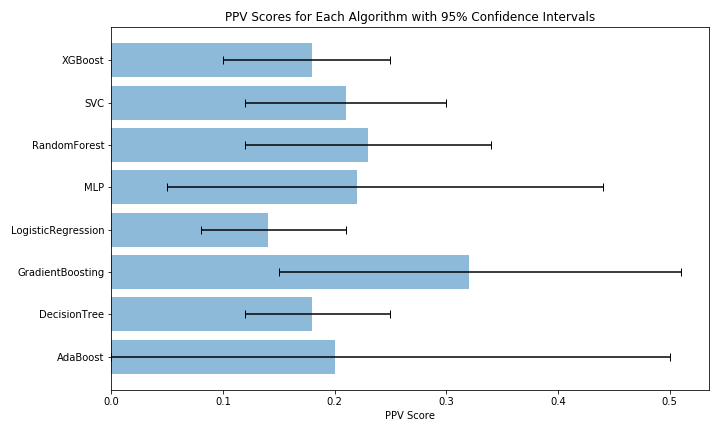 PPV Scores for Each Algorithm with 95% Confidence Intervals
XGBoost
SVC
RandomForest
MLP
LogisticRegression
GradientBoosting
DecisionTree
AdaBoost
0.0 0.1 0.2 0.3 0.4 0.5
PPV Score